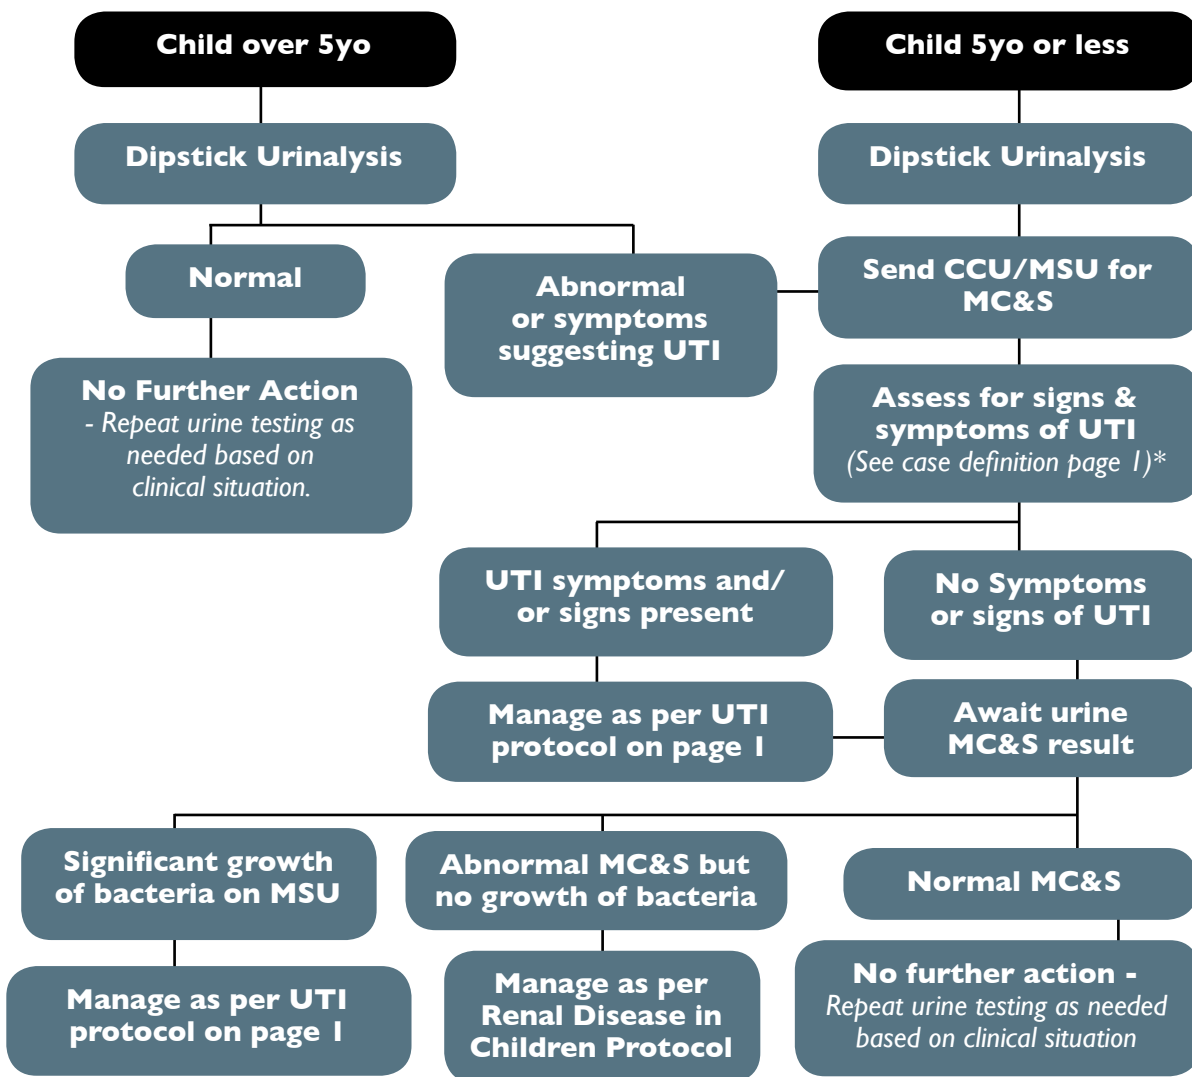 Child over 5yo
Child 5yo or less
Dipstick Urinalysis
Dipstick Urinalysis
Normal
Abnormal
or symptoms
suggesting UTI
Send CCU/MSU for
MC&S
No Further Action
- Repeat urine testing as
needed based on
clinical situation.
Assess for signs &
symptoms of UTI
(See case definition page 1)*
UTI symptoms and/
or signs present
No Symptoms
or signs of UTI
Manage as per UTI
protocol on page 1
Await urine
MC&S result
Significant growth
of bacteria on MSU
Abnormal MC&S but
no growth of bacteria
Normal MC&S
Manage as per UTI
protocol on page 1
Manage as per
Renal Disease in
Children Protocol
No further action -
Repeat urine testing as needed
based on clinical situation